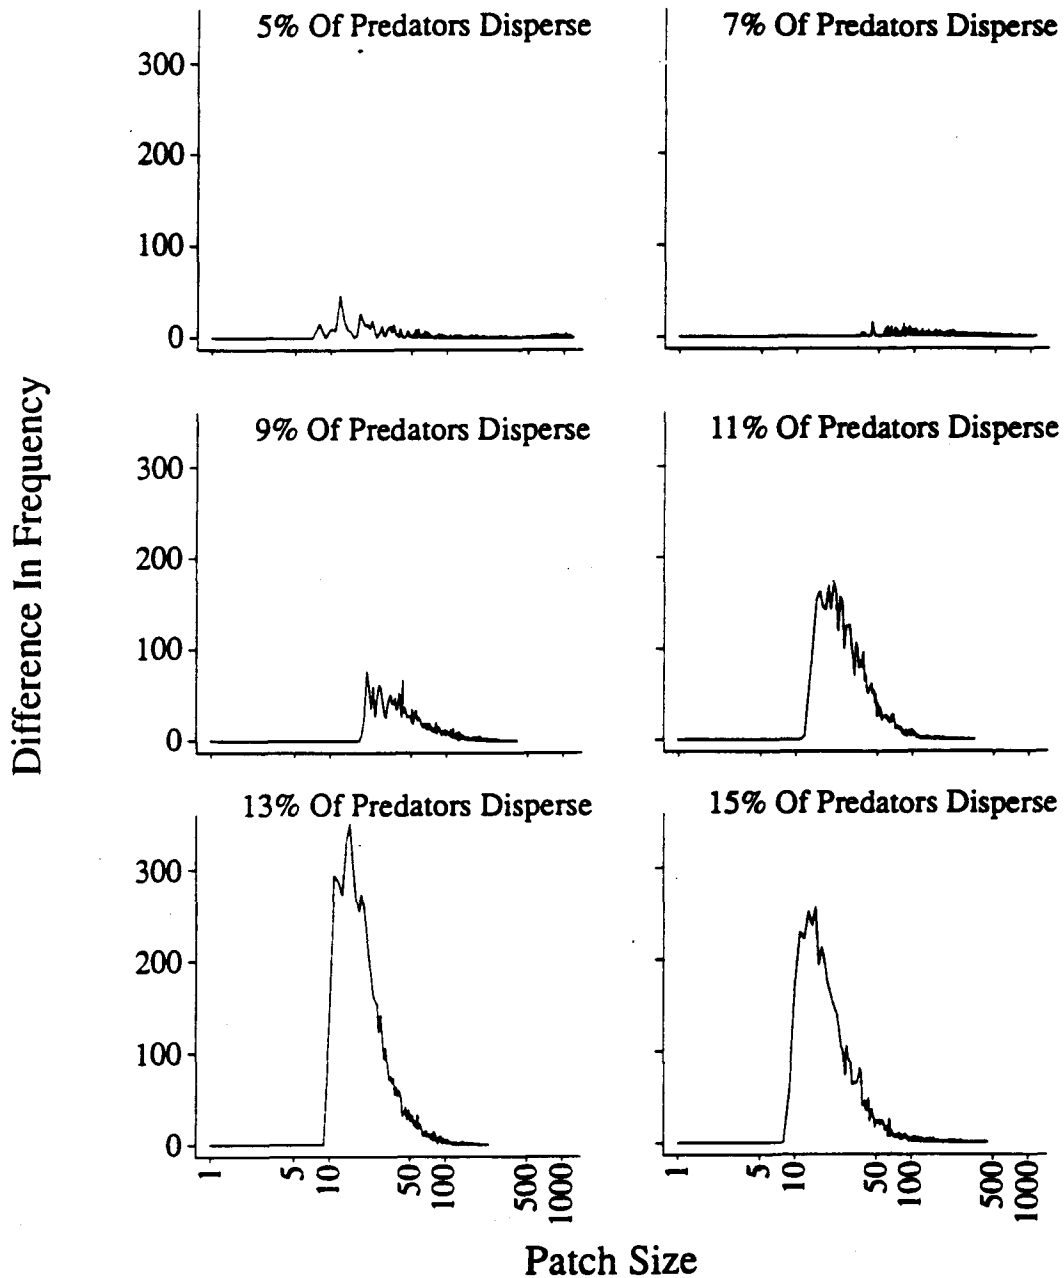 5% Of Predators Disperse
7% Of Predators Disperse
300
200
100
0
9% Of Predators Disperse
11% Of Predators Disperse
300
200
100
0
13% Of Predators Disperse
15% Of Predators Disperse
300
200
100
0
1 5 10 50 100 500 1000
1 5 10 50 100 500 1000
Difference In Frequency
Patch Size